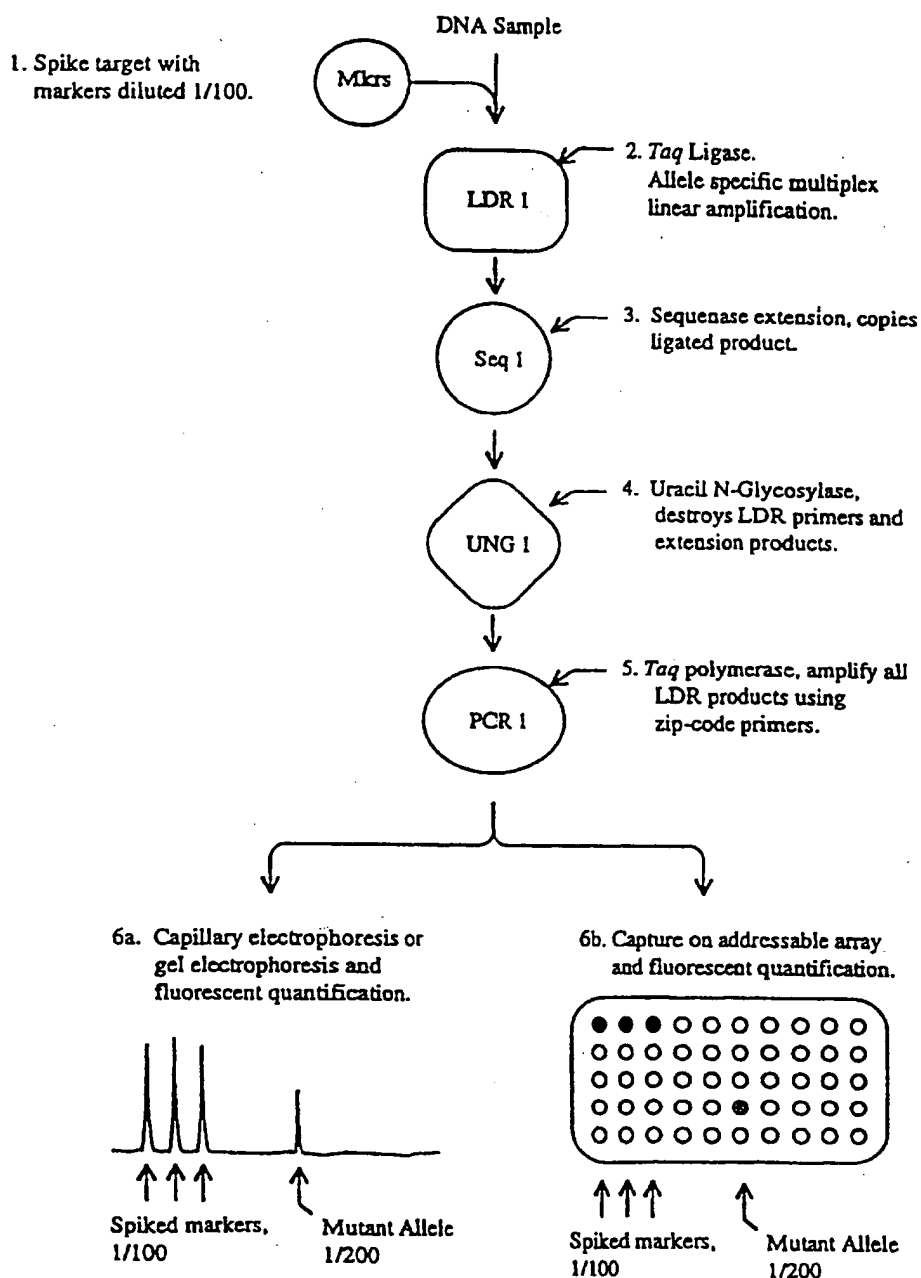 DNA Sample
1. Spike target with
markers diluted 1/100.
Mkrs
2. Taq Ligase.
Allele specific multiplex
linear amplification.
LDR 1
3. Sequenase extension, copies
ligated product.
Seq 1
4. Uracil N-Glycosylase,
destroys LDR primers and
extension products.
UNG 1
5. Taq polymerase, amplify all
LDR products using
zip-code primers.
PCR 1
6a. Capillary electrophoresis or
gel electrophoresis and
fluorescent quantification.
6b. Capture on addressable array
and fluorescent quantification.
Spiked markers,
1/100
Mutant Allele
1/200
Spiked markers,
1/100
Mutant Allele
1/200